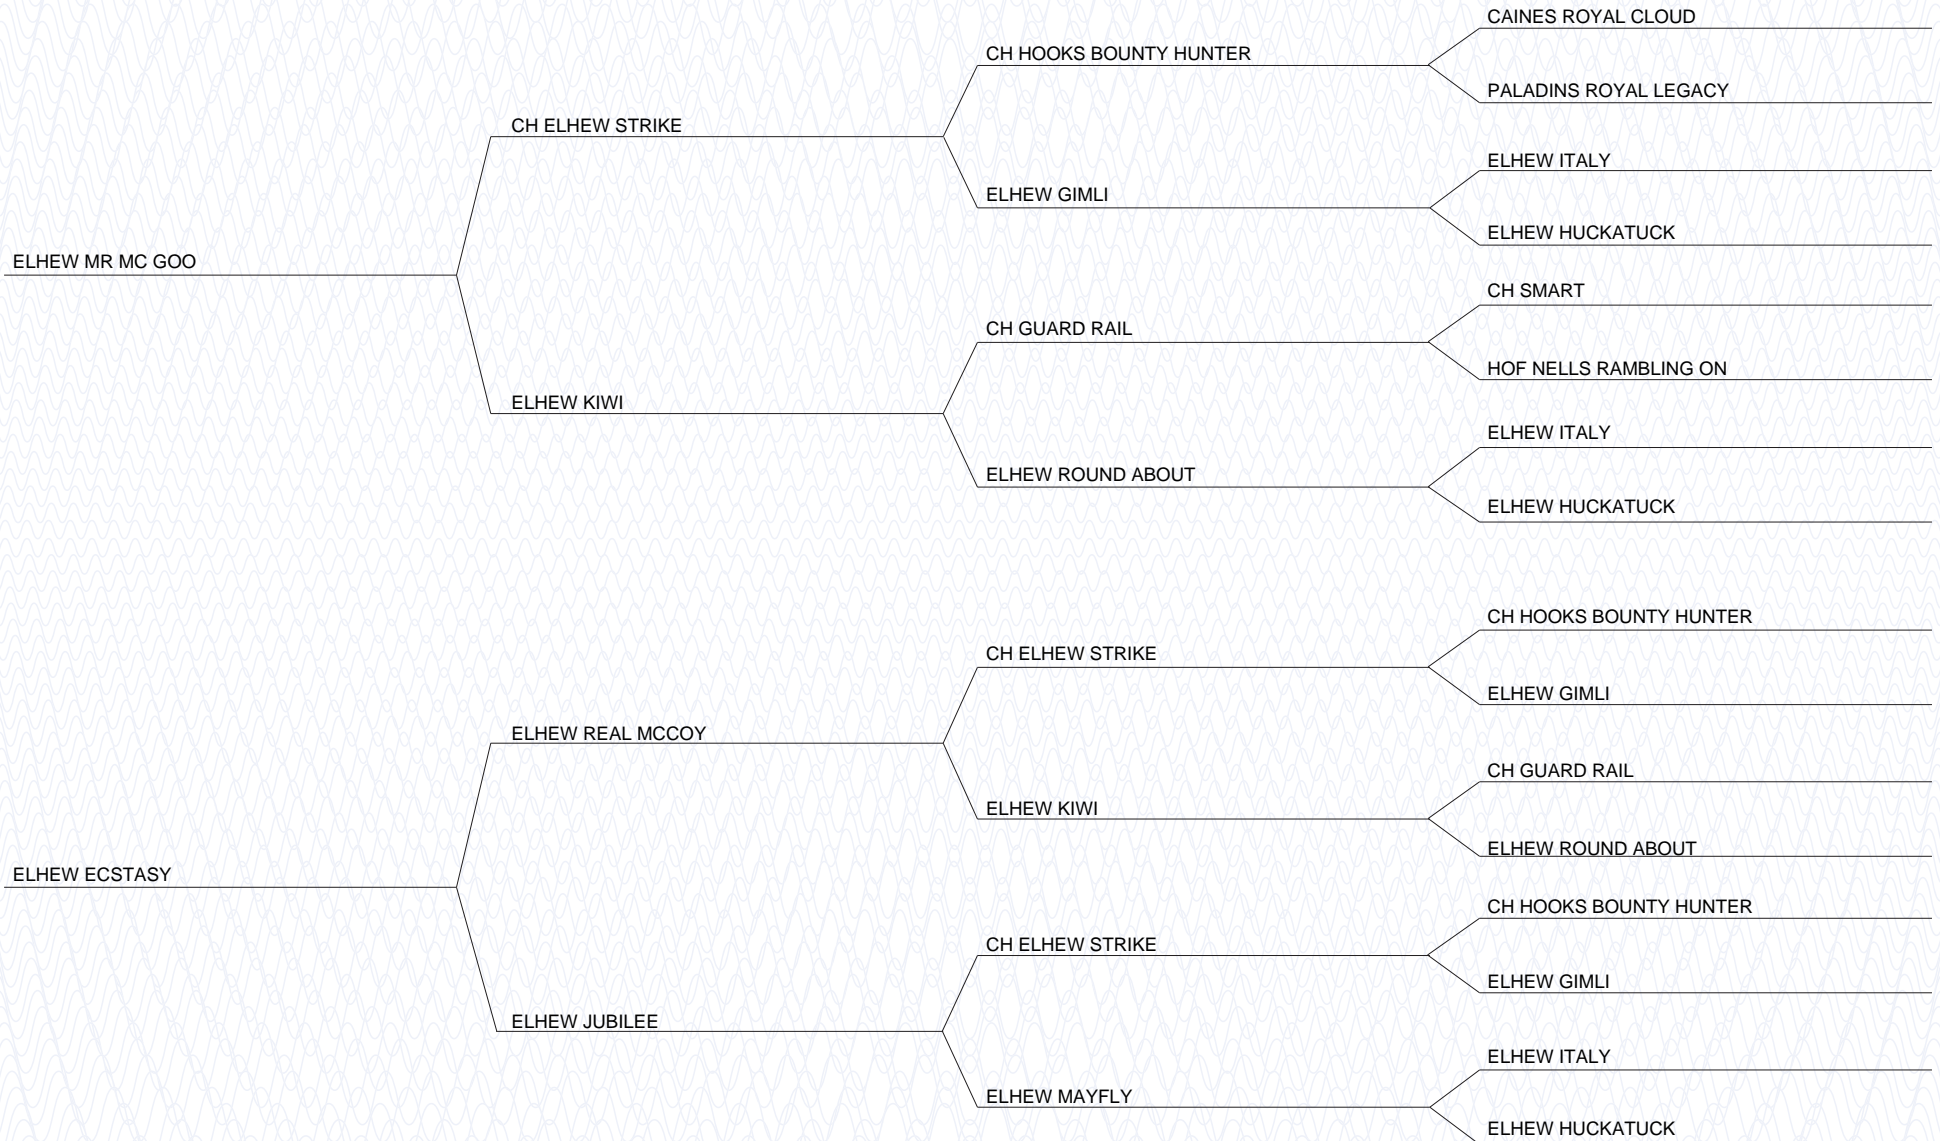 CAINES ROYAL CLOUD
CH HOOKS BOUNTY HUNTER
PALADINS ROYAL LEGACY
CH ELHEW STRIKE
ELHEW ITALY
ELHEW GIMLI
ELHEW HUCKATUCK
ELHEW MR MC GOO
CH SMART
CH GUARD RAIL
HOF NELLS RAMBLING ON
ELHEW KIWI
ELHEW ITALY
ELHEW ROUND ABOUT
ELHEW HUCKATUCK
CH HOOKS BOUNTY HUNTER
CH ELHEW STRIKE
ELHEW GIMLI
ELHEW REAL MCCOY
CH GUARD RAIL
ELHEW KIWI
ELHEW ROUND ABOUT
ELHEW ECSTASY
CH HOOKS BOUNTY HUNTER
CH ELHEW STRIKE
ELHEW GIMLI
ELHEW JUBILEE
ELHEW ITALY
ELHEW MAYFLY
ELHEW HUCKATUCK